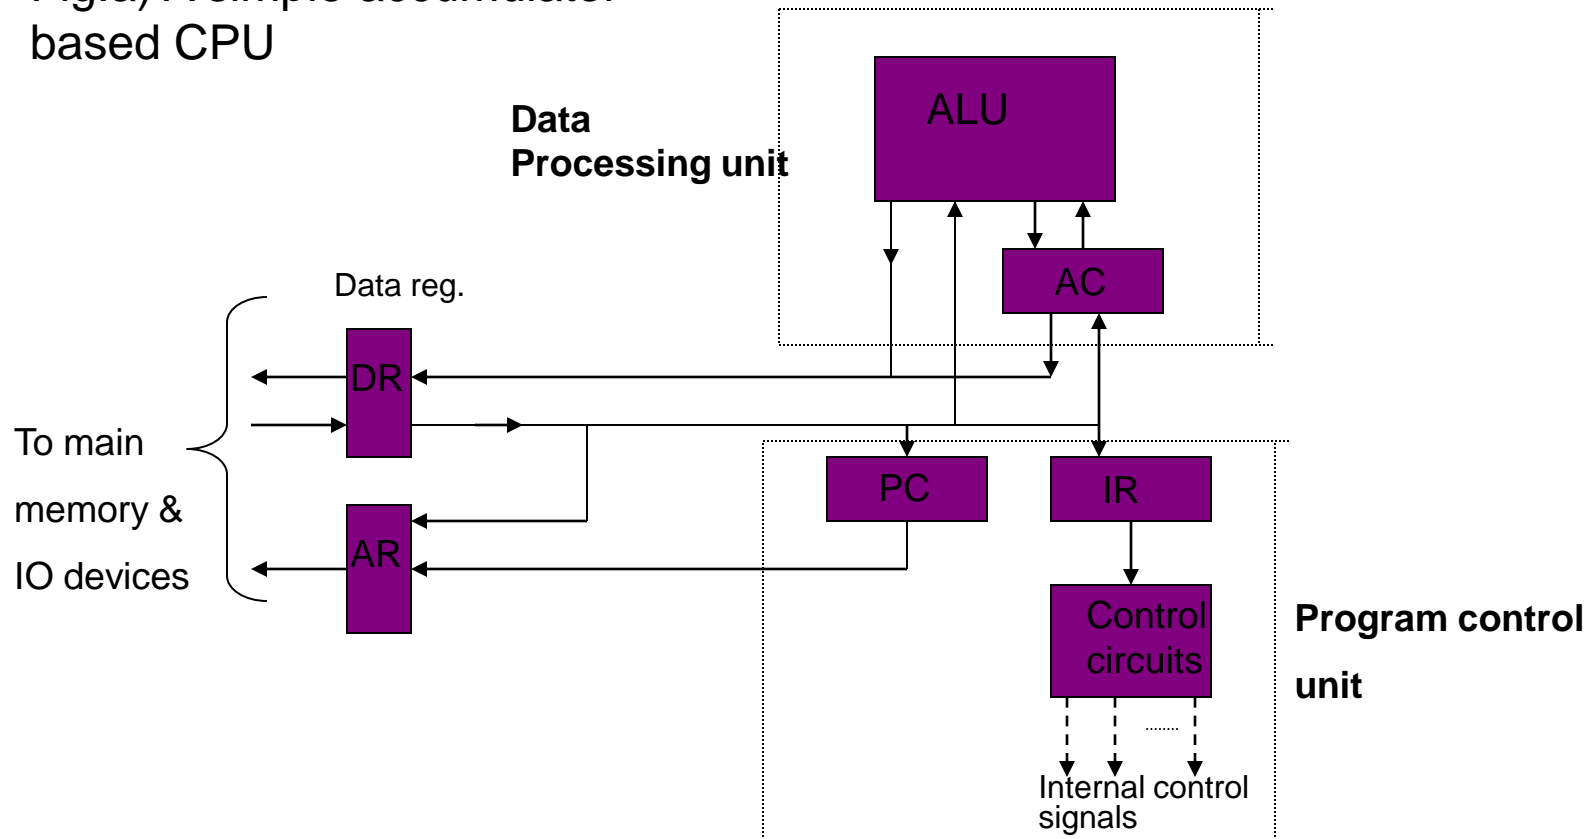 based CPU
Data
Processing unit
ALU
AC
Data reg.
DR
To main
memory &
IO devices
AR
PC
IR
Control
circuits
Program control
unit
........
Internal control
signals